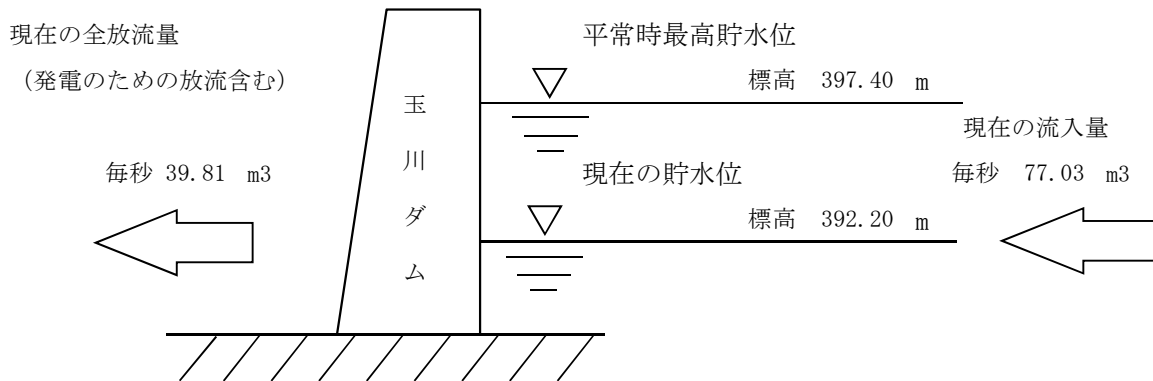 現在の全放流量
（発電のための放流含む）
毎秒 39.81 m3
玉川ダム
平常時最高貯水位
標高 397.40 m
現在の貯水位
標高 392.20 m
現在の流入量
毎秒 77.03 m3